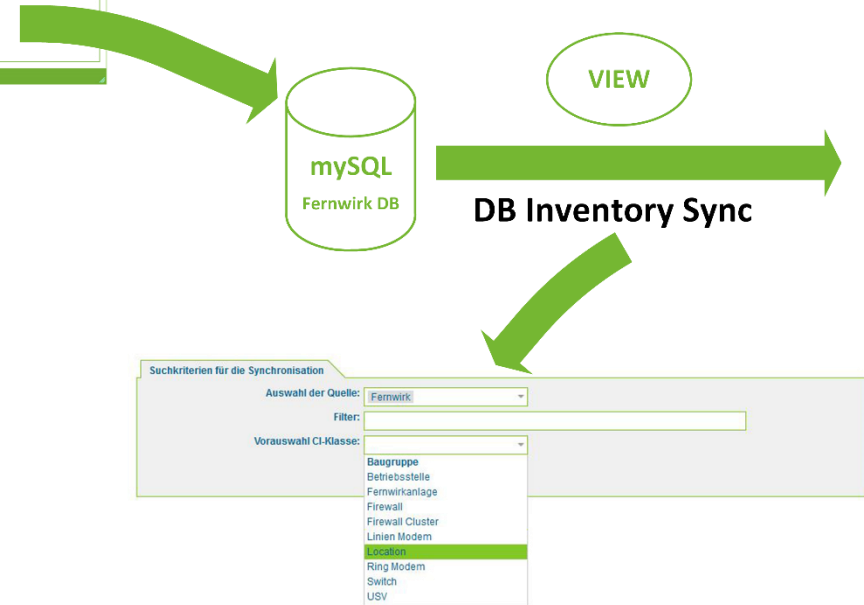 VIEW
mySQL
Fernwirk DB
DB Inventory Sync
Suchkriterien für die Synchronisation
Auswahl der Quelle: Fernwirk
Filter:
Vorauswahl CI-Klasse:
Baugruppe
Betriebsstelle
Fernwirkanlage
Firewall
Firewall Cluster
Linien Modem
Location
Ring Modem
Switch
USV